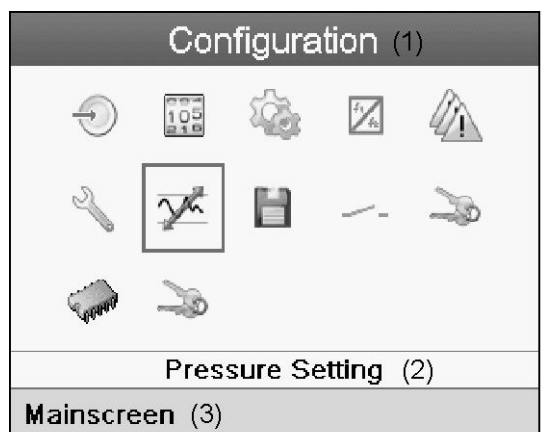 Configuration (1)
105
Pressure Setting (2)
Mainscreen (3)